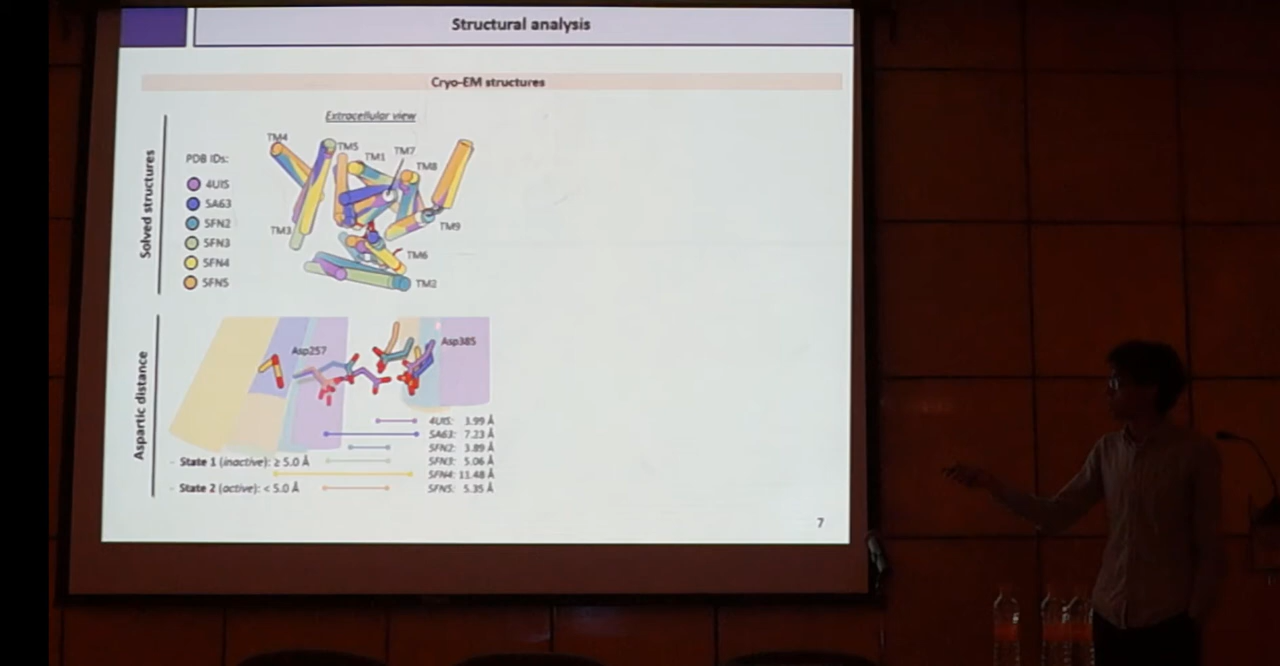 Structural analysis
Cryo-EM structures
Extracellular view
Solved structures
PDB IDs:
4UIS
5A63
5FN2
5FN3
5FN4
5FN5
TM4
TM5
TM1
TM7
TM8
TM3
TM9
TM6
TM2
Aspartic distance
Asp257
Asp385
4UIS: 3.99 Å
5A63: 7.23 Å
5FN2: 3.89 Å
- State 1 (inactive): ≥ 5.0 Å
5FN3: 5.06 Å
5FN4: 11.48 Å
- State 2 (active): < 5.0 Å
5FN5: 5.35 Å
7